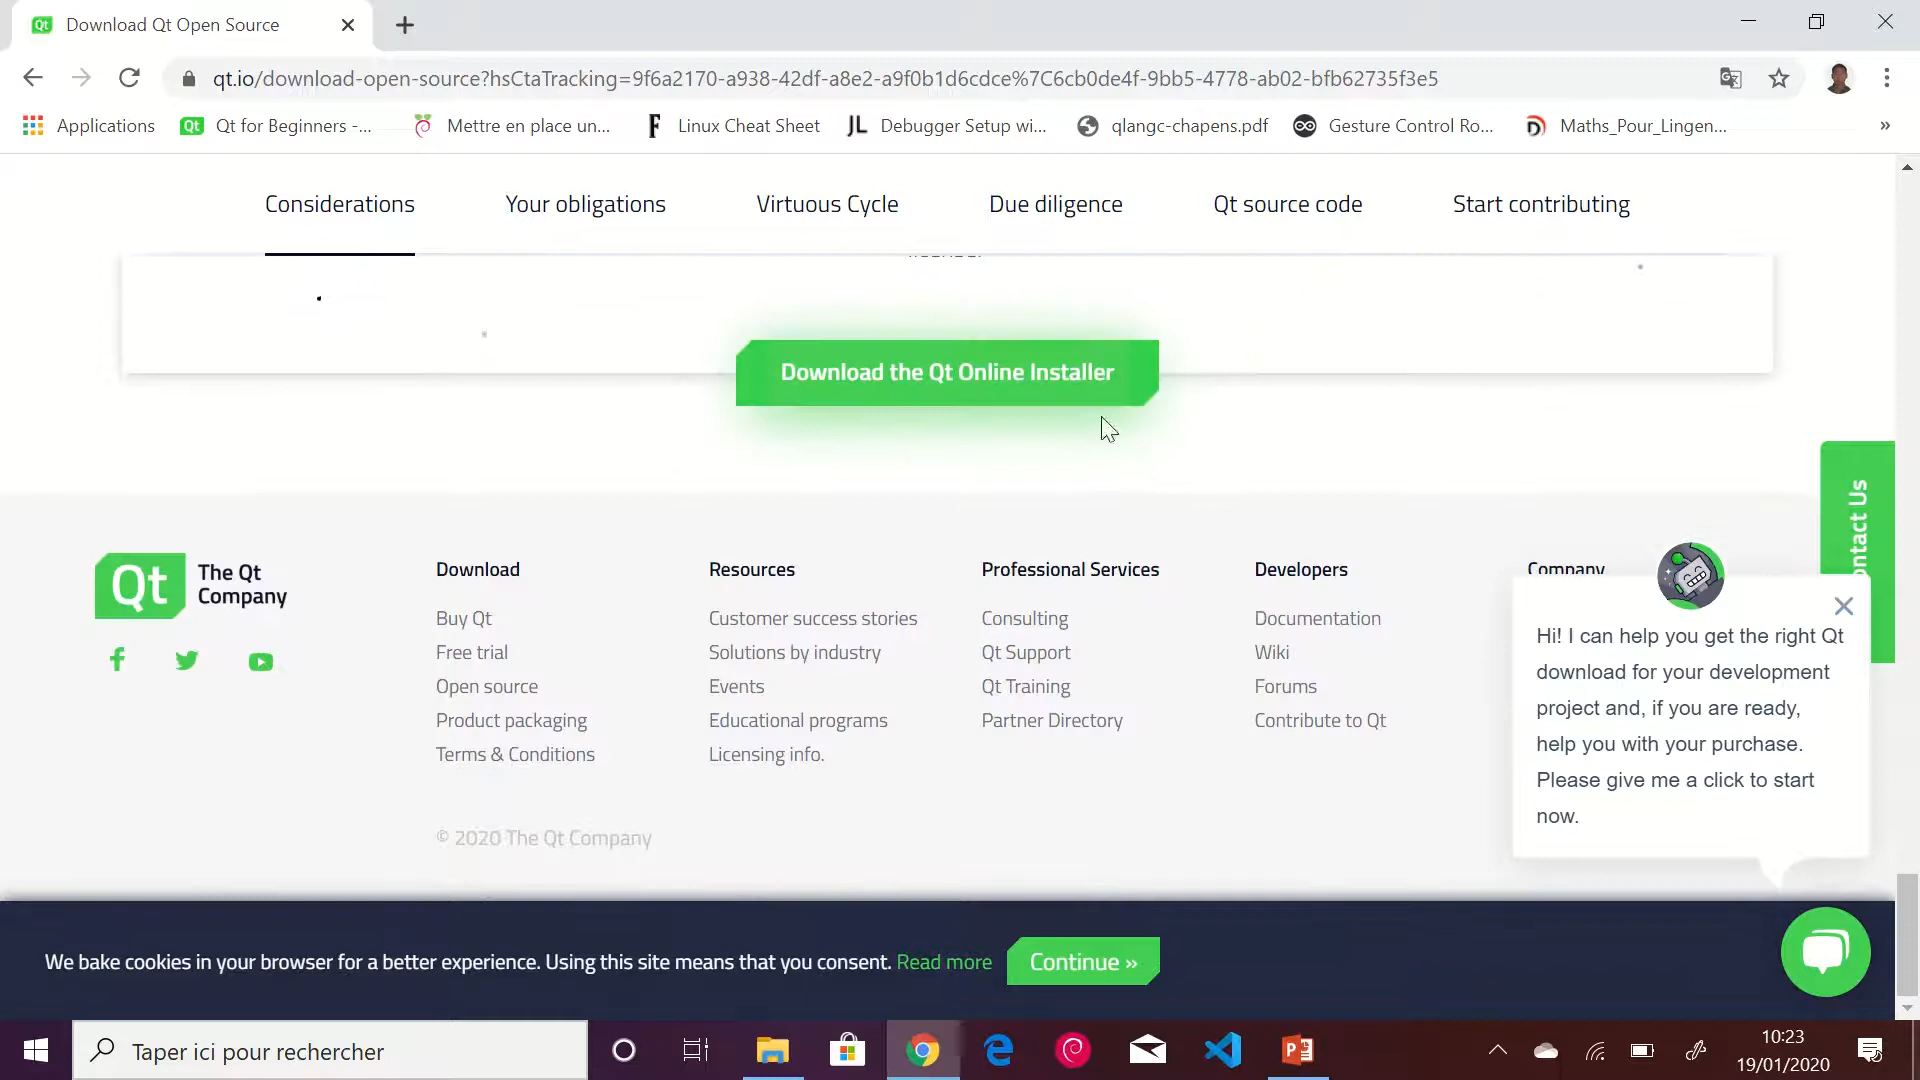 Download Qt Open Source
qt.io/download-open-source?hsCtaTracking=9f6a2170-a938-42df-a8e2-a9f0b1d6cdce%7C6cb0de4f-9bb5-4778-ab02-bfb62735f3e5
Applications
Qt for Beginners -...
Mettre en place un...
Linux Cheat Sheet
Debugger Setup wi...
qlangc-chapens.pdf
Gesture Control Ro...
Maths_Pour_Lingen...
»
Considerations
Your obligations
Virtuous Cycle
Due diligence
Qt source code
Start contributing
Download the Qt Online Installer
ontact Us
Qt
The Qt
Company
Download
Buy Qt
Free trial
Open source
Product packaging
Terms & Conditions
Resources
Customer success stories
Solutions by industry
Events
Educational programs
Licensing info.
Professional Services
Consulting
Qt Support
Qt Training
Partner Directory
Developers
Documentation
Wiki
Forums
Contribute to Qt
Company
Hi! I can help you get the right Qt
download for your development
project and, if you are ready,
help you with your purchase.
Please give me a click to start
now.
© 2020 The Qt Company
We bake cookies in your browser for a better experience. Using this site means that you consent. Read more
Continue »
Taper ici pour rechercher
10:23
19/01/2020